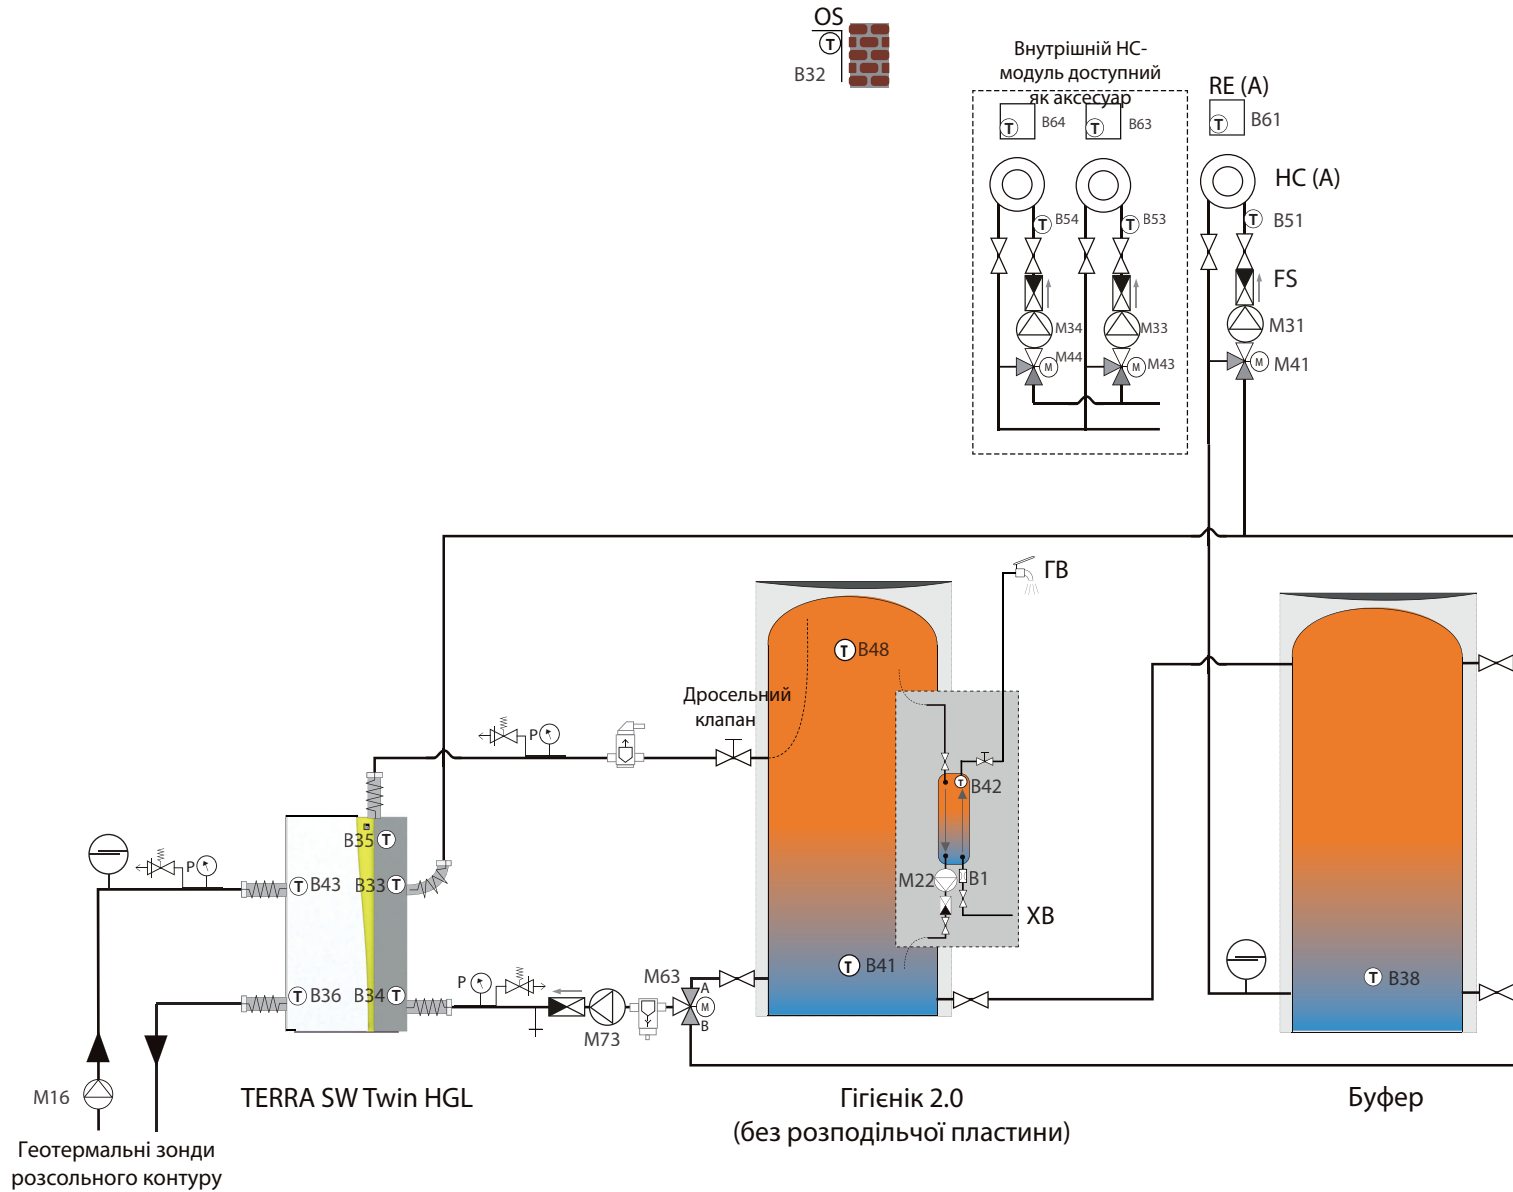 OS
T
B32
Внутрішній НС-
модуль доступний
як аксесуар
T
B64
T
B63
RE (A)
T
B61
HC (A)
T
B54
T
B53
T
B51
FS
M34
M33
M31
M
M44
M
M43
M
M41
ГВ
T
B48
Дросельний
клапан
P
T
B42
B35
T
P
T
B43
B33
T
M22
B1
ХВ
T
B36
B34
T
P
M63
A
M
B
T
B41
T
B38
M73
M16
TERRA SW Twin HGL
Гігієнік 2.0
(без розподільчої пластини)
Буфер
Геотермальні зонди
розсольного контуру